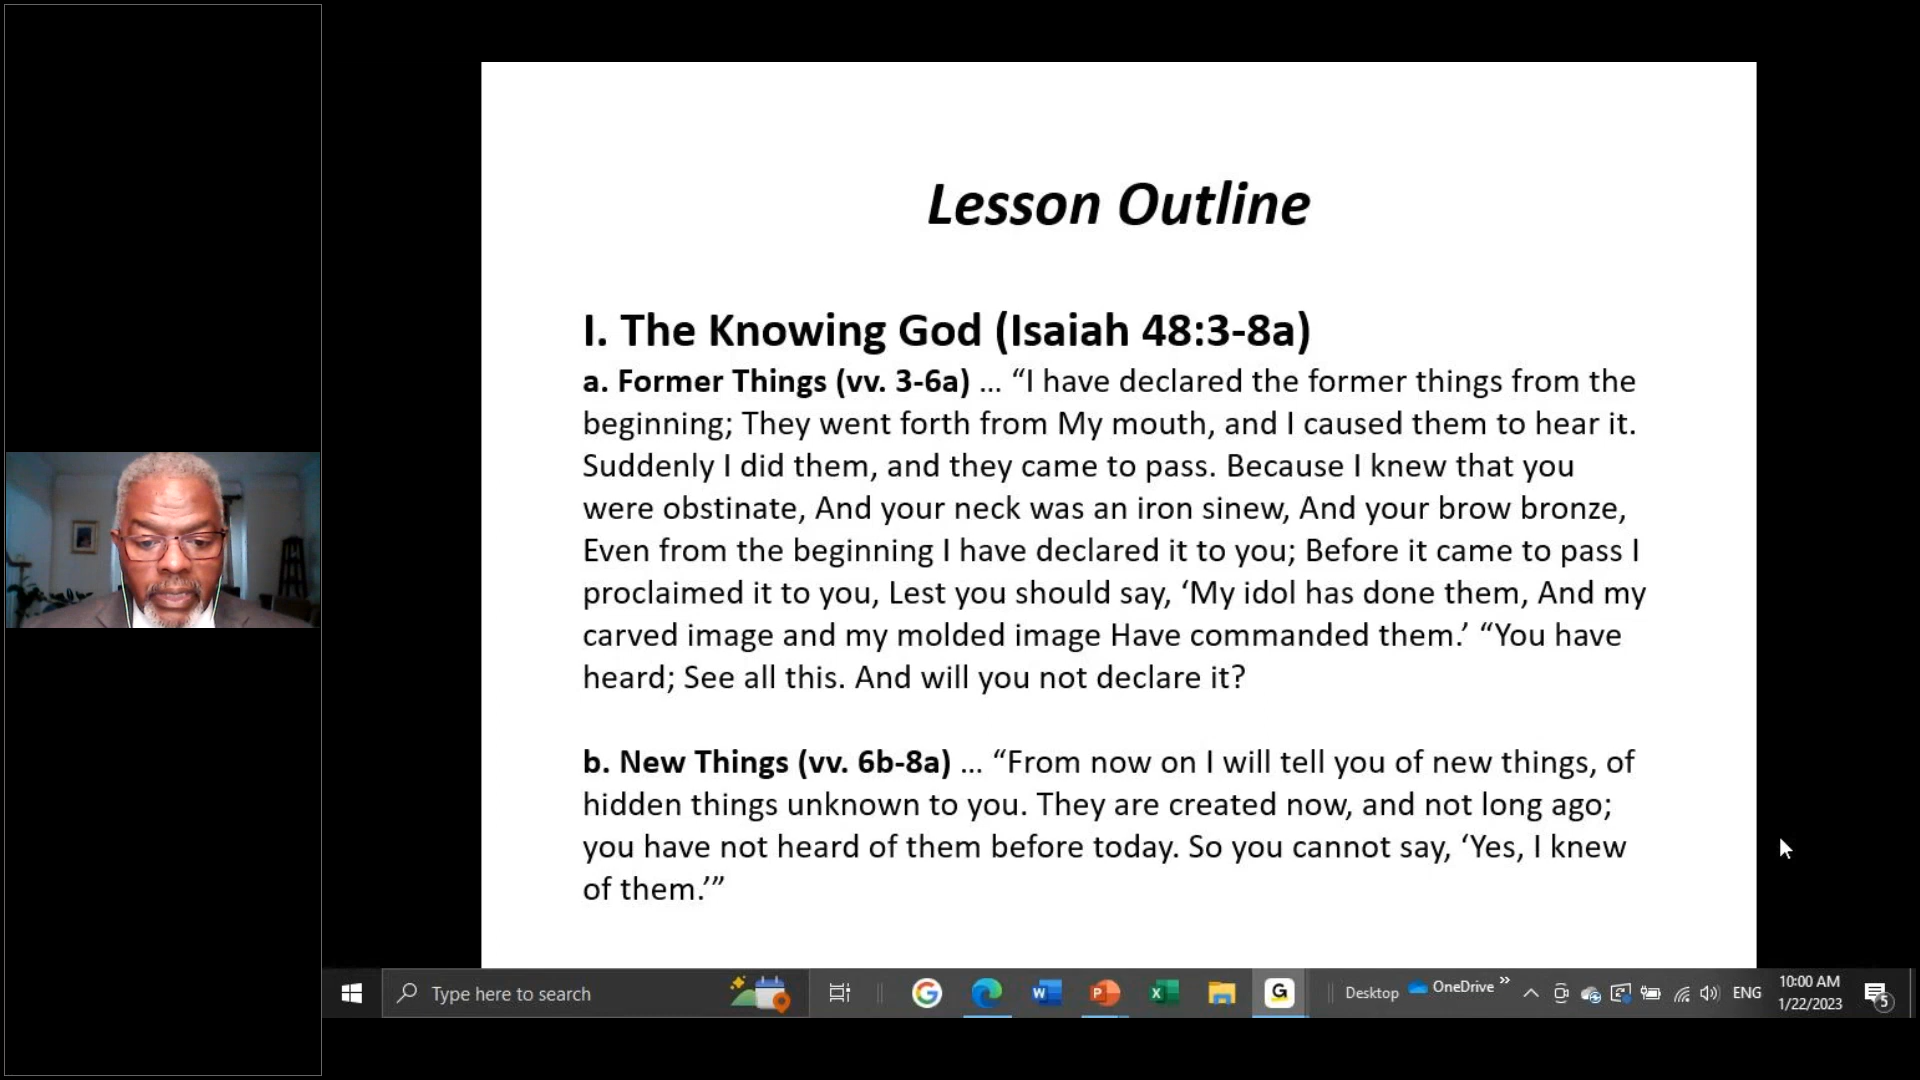 Lesson Outline
I. The Knowing God (Isaiah 48:3-8a)
a. Former Things (vv. 3-6a) ... “I have declared the former things from the
beginning; They went forth from My mouth, and I caused them to hear it.
Suddenly I did them, and they came to pass. Because I knew that you
were obstinate, And your neck was an iron sinew, And your brow bronze,
Even from the beginning I have declared it to you; Before it came to pass I
proclaimed it to you, Lest you should say, ‘My idol has done them, And my
carved image and my molded image Have commanded them.’ “You have
heard; See all this. And will you not declare it?
b. New Things (vv. 6b-8a) ... “From now on I will tell you of new things, of
hidden things unknown to you. They are created now, and not long ago;
you have not heard of them before today. So you cannot say, ‘Yes, I knew
of them.’”
Type here to search
Desktop
OneDrive
ENG
10:00 AM
1/22/2023
5